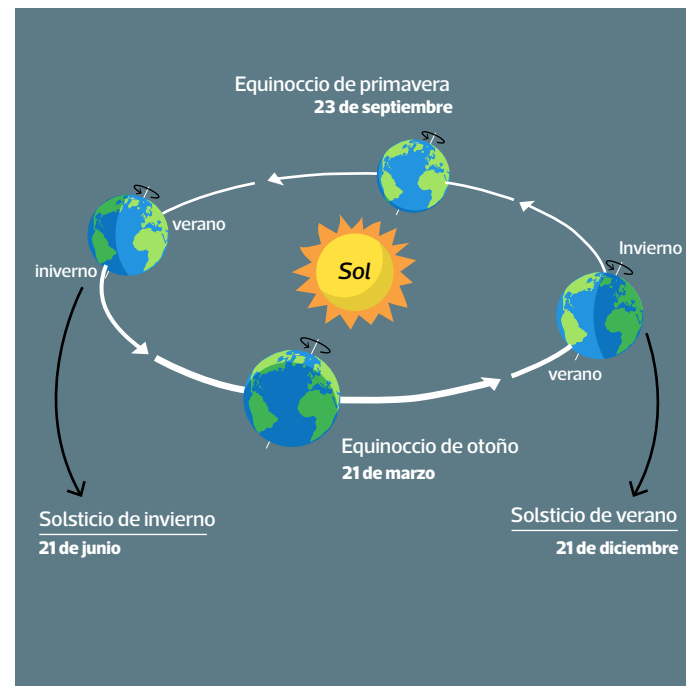 Equinoccio de primavera
23 de septiembre
verano
iniverno
Sol
Invierno
verano
Equinoccio de otoño
21 de marzo
Solsticio de invierno
21 de junio
Solsticio de verano
21 de diciembre